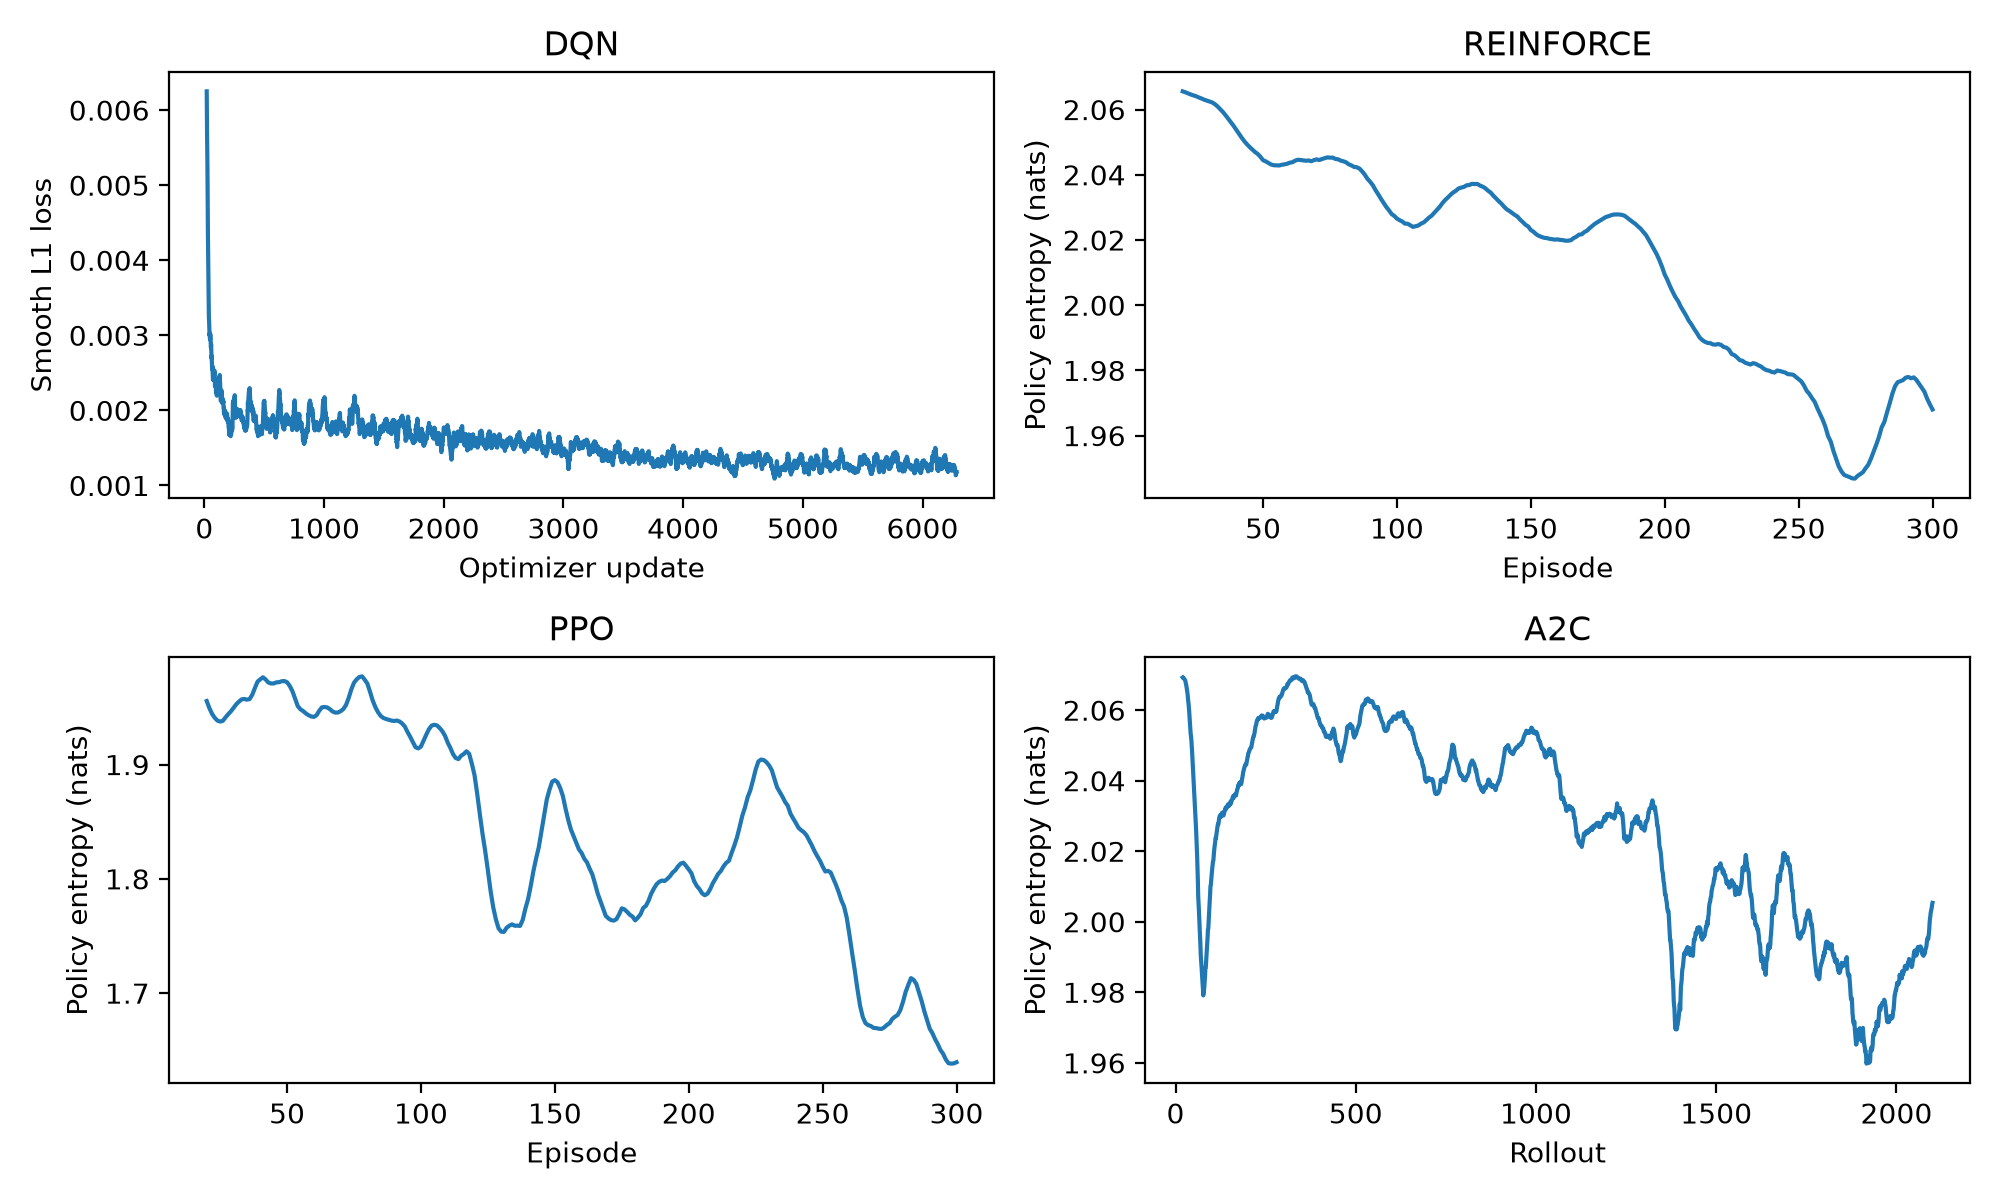 DQN
Smooth L1 loss
0.006
0.005
0.004
0.003
0.002
0.001
0 1000 2000 3000 4000 5000 6000
Optimizer update
REINFORCE
Policy entropy (nats)
2.06
2.04
2.02
2.00
1.98
1.96
50 100 150 200 250 300
Episode
PPO
Policy entropy (nats)
1.9
1.8
1.7
50 100 150 200 250 300
Episode
A2C
Policy entropy (nats)
2.06
2.04
2.02
2.00
1.98
1.96
0 500 1000 1500 2000
Rollout